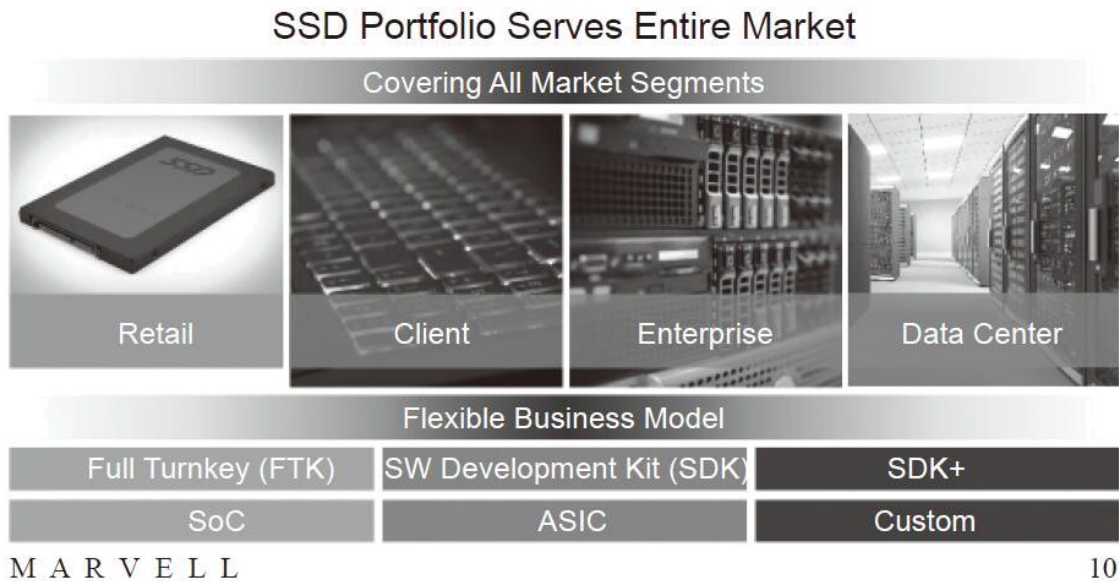 SSD Portfolio Serves Entire Market
Covering All Market Segments
SSD
Retail
Client
Enterprise
Data Center
Flexible Business Model
Full Turnkey (FTK)
SW Development Kit (SDK)
SDK+
SoC
ASIC
Custom
MARVELL
10